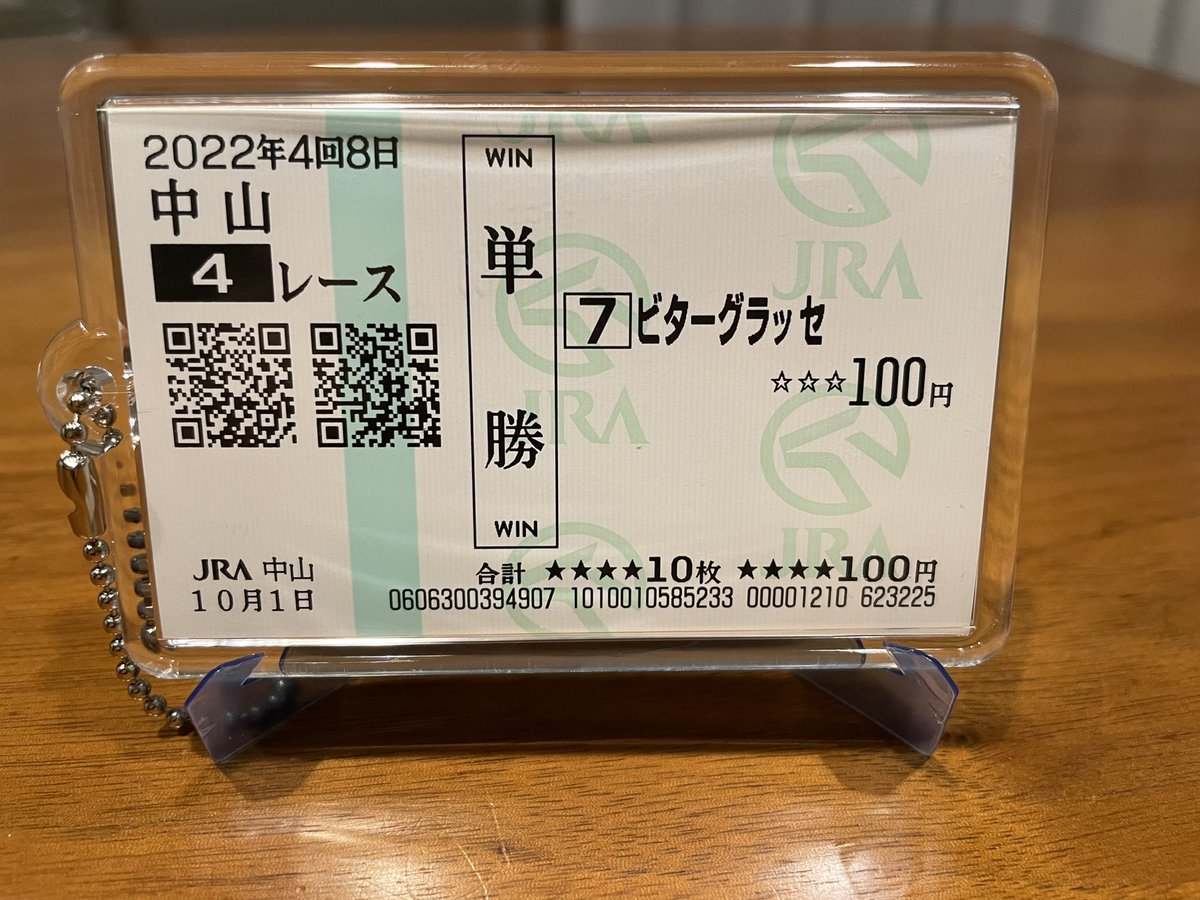 2022年4回8日
中山
4レース
WIN
単勝
WIN
7ビターグラッセ
☆☆☆100円
JRA 中山
10月1日
合計 ★★★★10枚 ★★★★100円
0606300394907 1010010585233 00001210 623225
JRA
JRA
JRA
JRA